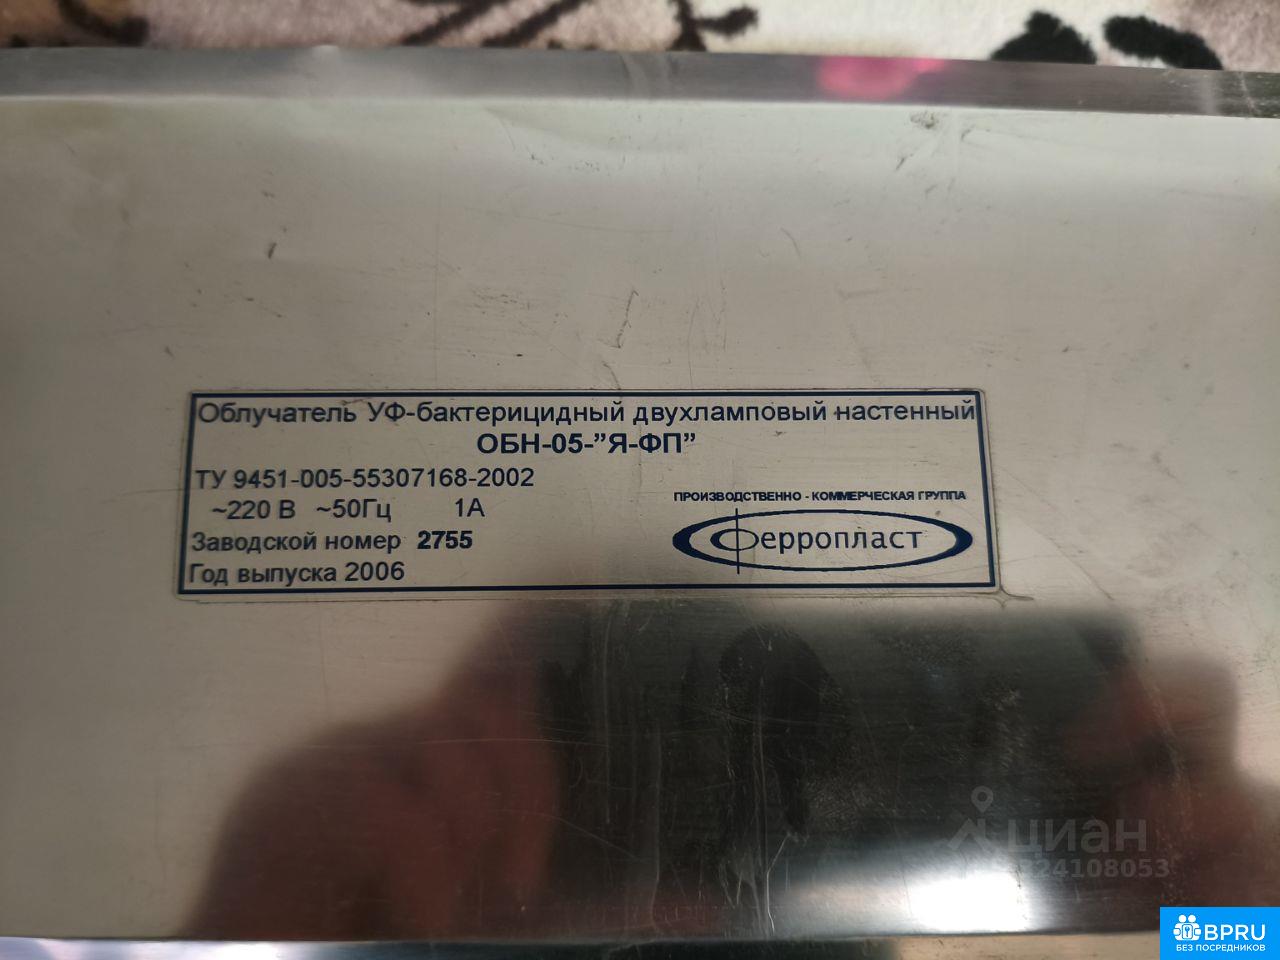 Облучатель УФ-бактерицидный двухламповый настенный
ОБН-05-”Я-ФП”
ТУ 9451-005-55307168-2002
~220 В ~50Гц 1А
Заводской номер 2755
Год выпуска 2006
ПРОИЗВОДСТВЕННО - КОММЕРЧЕСКАЯ ГРУППА
Ферропласт
циан
324108053
BPRU
БЕЗ ПОСРЕДНИКОВ